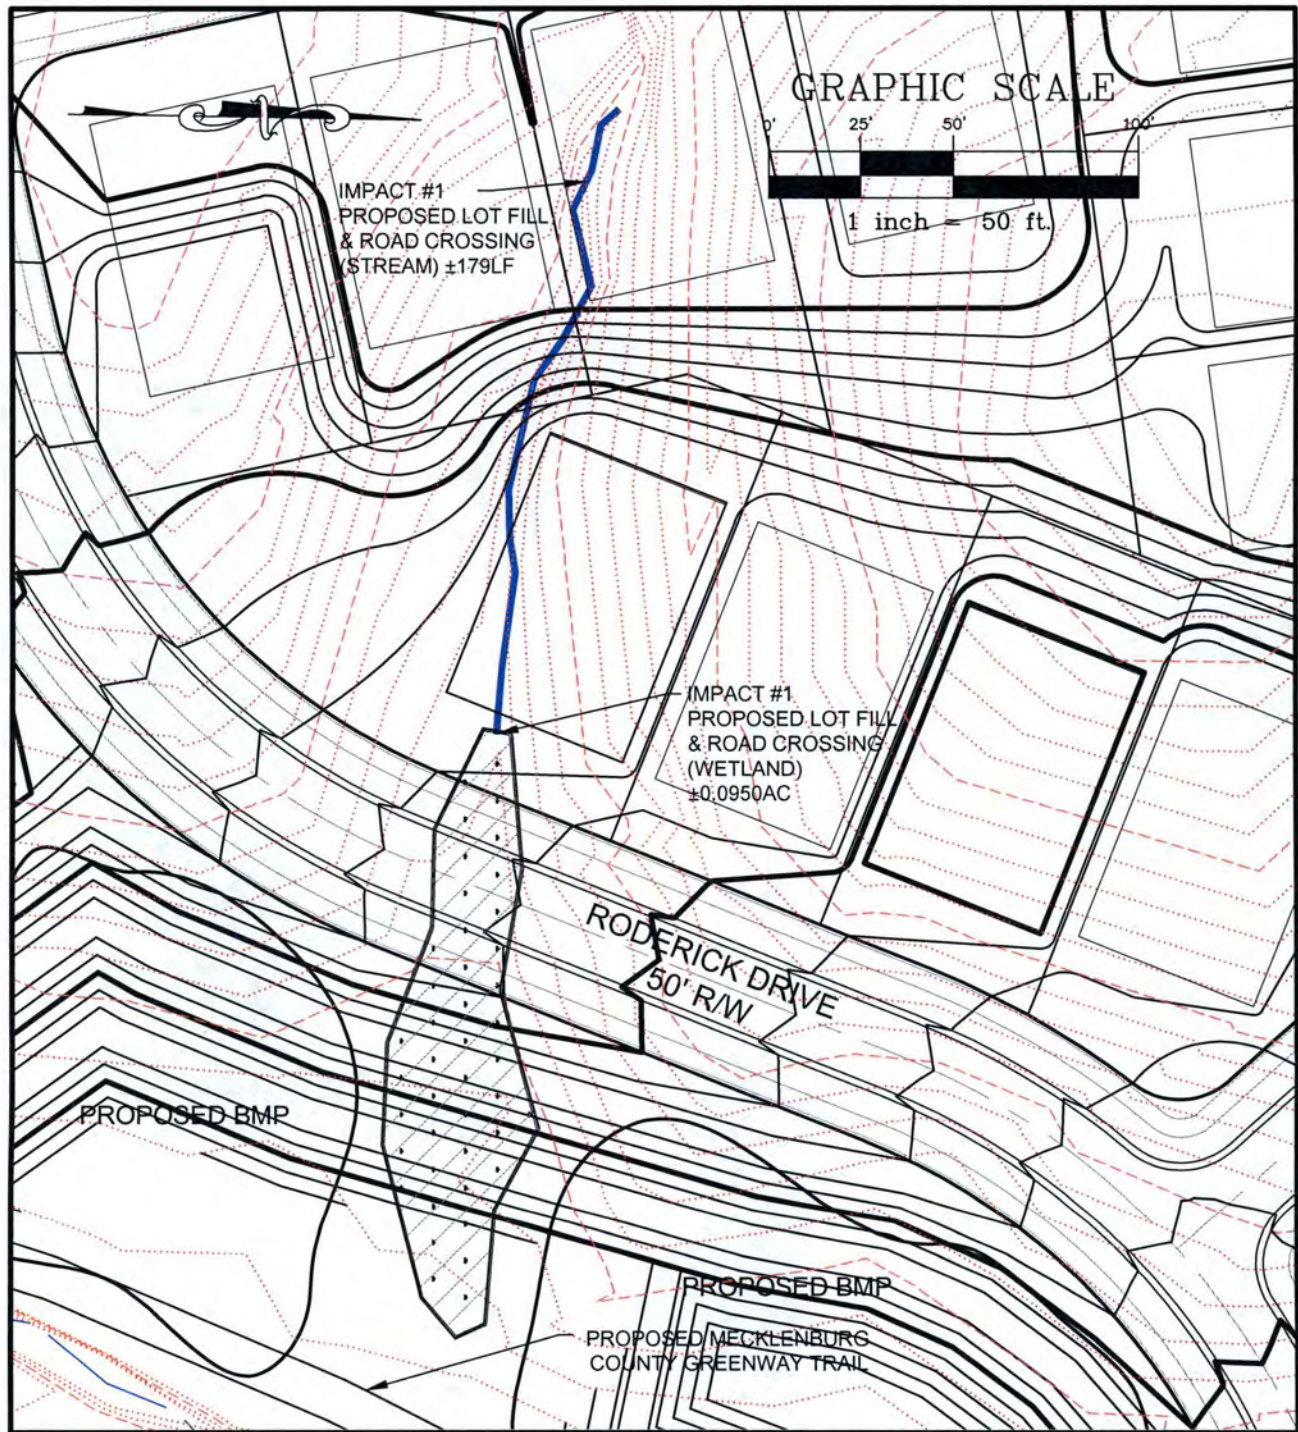 GRAPHIC SCALE
0' 25' 50' 100'
1 inch = 50 ft.
IMPACT #1
PROPOSED LOT FILL
& ROAD CROSSING
(STREAM) ±179LF
IMPACT #1
PROPOSED LOT FILL
& ROAD CROSSING
(WETLAND)
±0.0950AC
RODERICK DRIVE
50' R/W
PROPOSED BMP
PROPOSED BMP
PROPOSED MECKLENBURG
COUNTY GREENWAY TRAIL